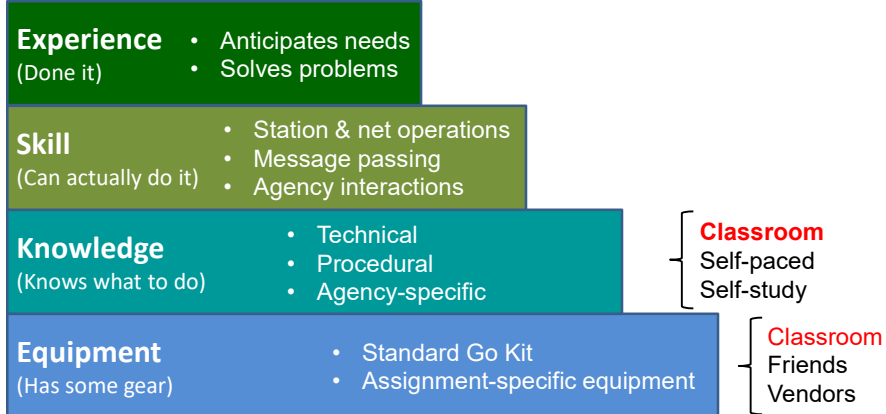 Experience
(Done it)
• Anticipates needs
• Solves problems
Skill
(Can actually do it)
• Station & net operations
• Message passing
• Agency interactions
Knowledge
(Knows what to do)
• Technical
• Procedural
• Agency-specific
Classroom
Self-paced
Self-study
Equipment
(Has some gear)
• Standard Go Kit
• Assignment-specific equipment
Classroom
Friends
Vendors